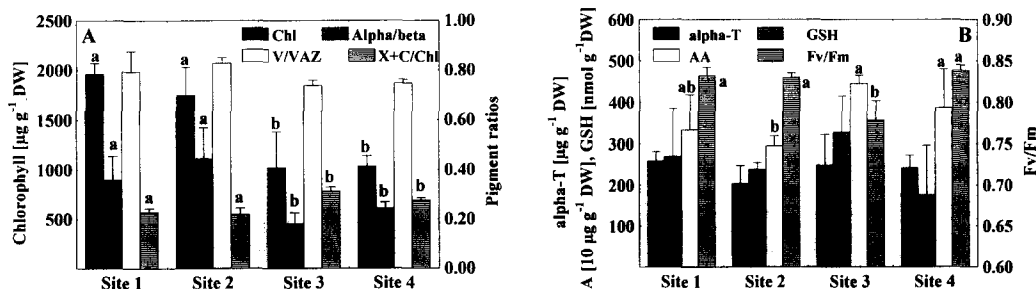 A
Chl
Alpha/beta
V/VAZ
X+C/Chl
Chlorophyll [µg g⁻¹ DW]
2500
2000
1500
1000
500
a
a
a
a
a
a
b
b
b
b
b
b
1.00
0.80
0.60
0.40
0.20
0.00
Pigment ratios
Site 1
Site 2
Site 3
Site 4
B
alpha-T
GSH
AA
Fv/Fm
alpha-T [µg g⁻¹ DW]
A [10 µg g⁻¹ DW], GSH [nmol g⁻¹ DW]
600
500
400
300
200
100
ab
a
b
a
a
b
a
a
0.90
0.85
0.80
0.75
0.70
0.65
0.60
Fv/Fm
Site 1
Site 2
Site 3
Site 4